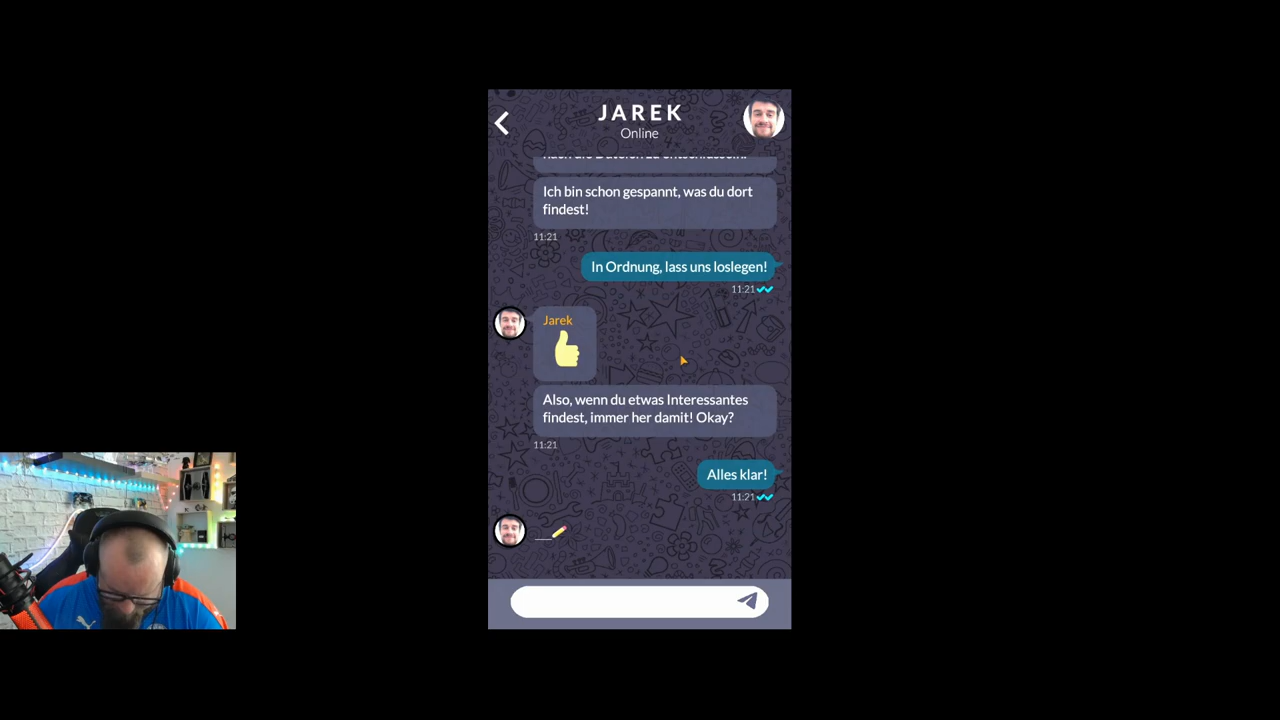 JAREK
Online
Ich bin schon gespannt, was du dort
findest!
11:21
In Ordnung, lass uns loslegen!
11:21
Jarek
Also, wenn du etwas Interessantes
findest, immer her damit! Okay?
11:21
Alles klar!
11:21